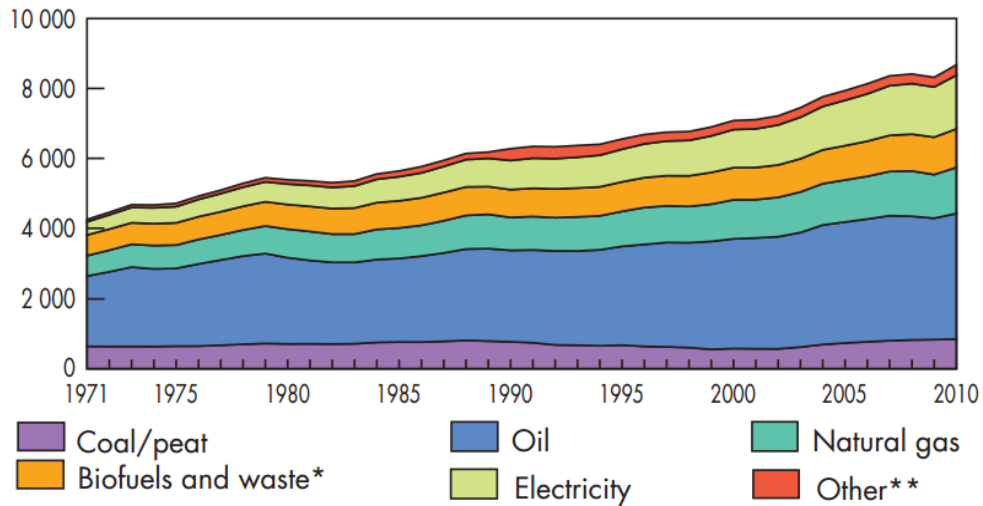 10 000
8 000
6 000
4 000
2 000
0
1971 1975 1980 1985 1990 1995 2000 2005 2010
Coal/peat Oil Natural gas
Biofuels and waste* Electricity Other**